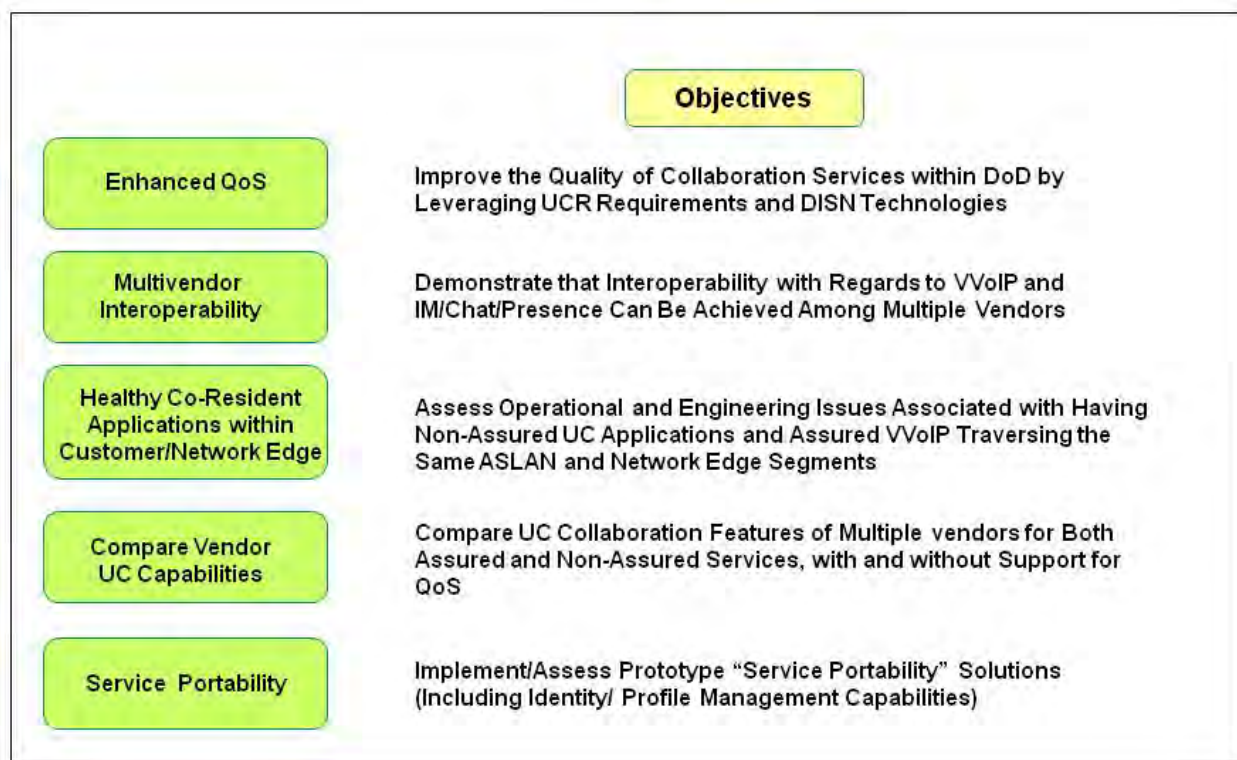 Objectives
Enhanced QoS
Improve the Quality of Collaboration Services within DoD by
Leveraging UCR Requirements and DISN Technologies
Multivendor
Interoperability
Demonstrate that Interoperability with Regards to VVoIP and
IM/Chat/Presence Can Be Achieved Among Multiple Vendors
Healthy Co-Resident
Applications within
Customer/Network Edge
Assess Operational and Engineering Issues Associated with Having
Non-Assured UC Applications and Assured VVoIP Traversing the
Same ASLAN and Network Edge Segments
Compare Vendor
UC Capabilities
Compare UC Collaboration Features of Multiple vendors for Both
Assured and Non-Assured Services, with and without Support for
QoS
Service Portability
Implement/Assess Prototype “Service Portability” Solutions
(Including Identity/ Profile Management Capabilities)